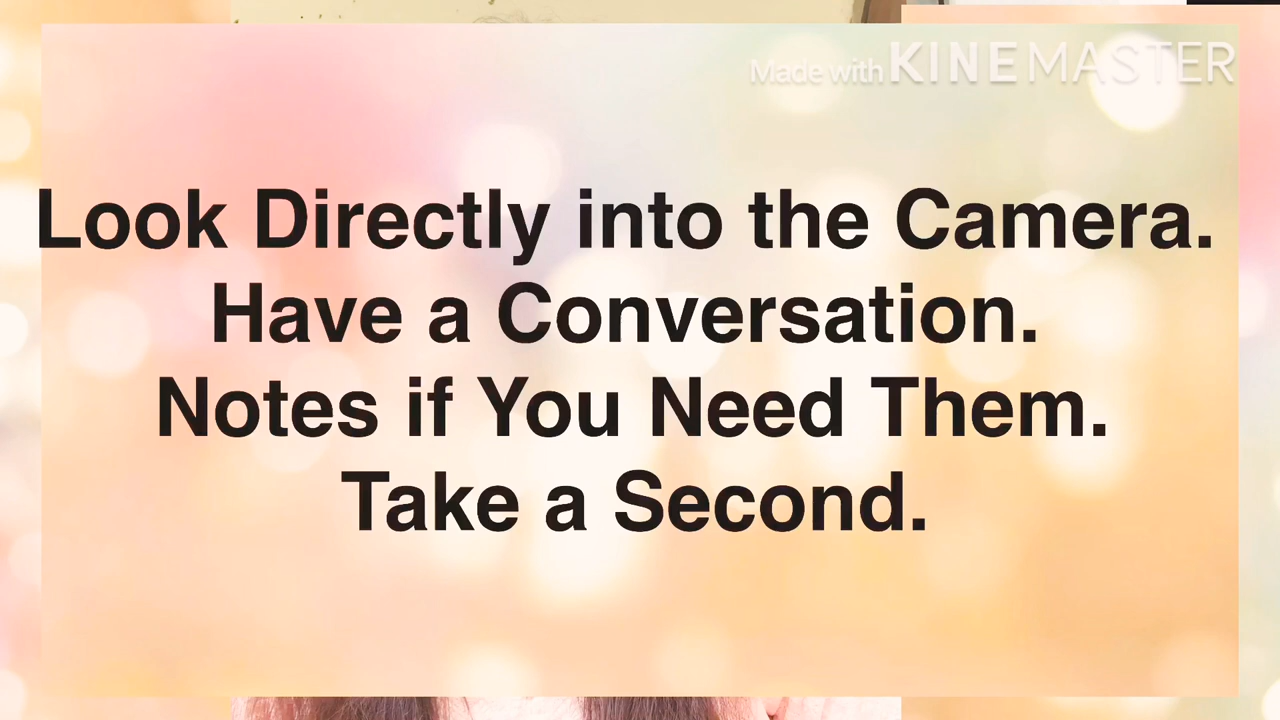 Made with KINEMASTER
Look Directly into the Camera.
Have a Conversation.
Notes if You Need Them.
Take a Second.